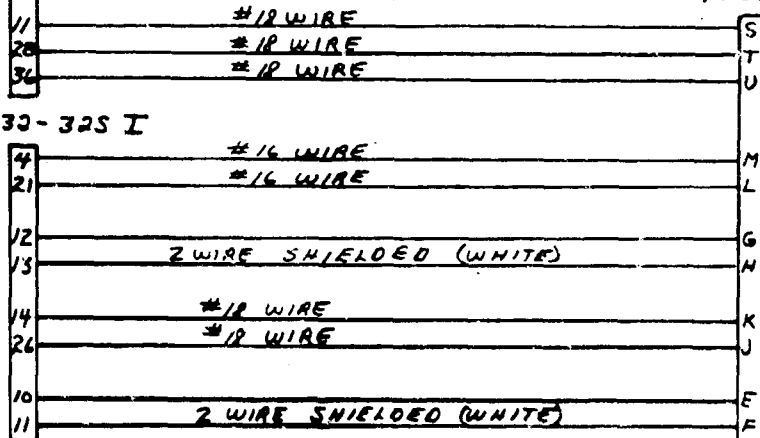 11 #18 WIRE S
28 #18 WIRE T
36 #18 WIRE U
32-32S I
4 #16 WIRE M
21 #16 WIRE L
12 G
13 2 WIRE SHIELDED (WHITE) H
14 #18 WIRE K
26 #18 WIRE J
10 E
11 2 WIRE SHIELDED (WHITE) F